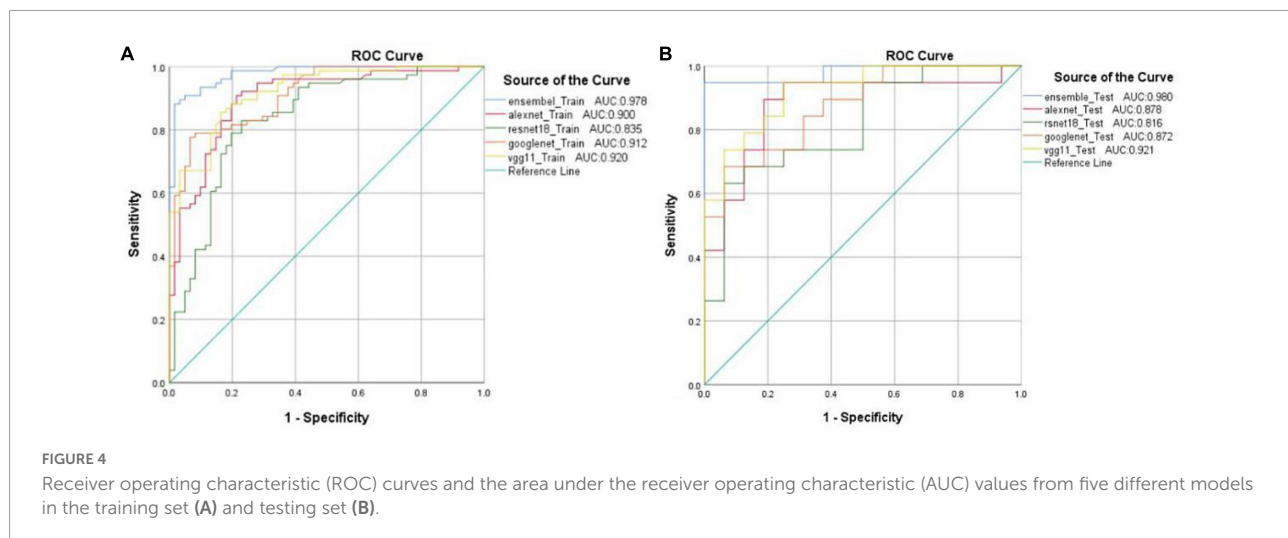 A
ROC Curve
1.0
0.8
0.6
0.4
0.2
0.0
Sensitivity
0.0 0.2 0.4 0.6 0.8 1.0
1 - Specificity
Source of the Curve
ensembel_Train AUC:0.978
alexnet_Train AUC:0.900
resnet18_Train AUC:0.835
googlenet_Train AUC:0.912
vgg11_Train AUC:0.920
Reference Line
B
ROC Curve
1.0
0.8
0.6
0.4
0.2
0.0
Sensitivity
0.0 0.2 0.4 0.6 0.8 1.0
1 - Specificity
Source of the Curve
ensemble_Test AUC:0.980
alexnet_Test AUC:0.878
rsnet18_Test AUC:0.816
googlenet_Test AUC:0.872
vgg11_Test AUC:0.921
Reference Line
FIGURE 4
Receiver operating characteristic (ROC) curves and the area under the receiver operating characteristic (AUC) values from five different models
in the training set (A) and testing set (B).